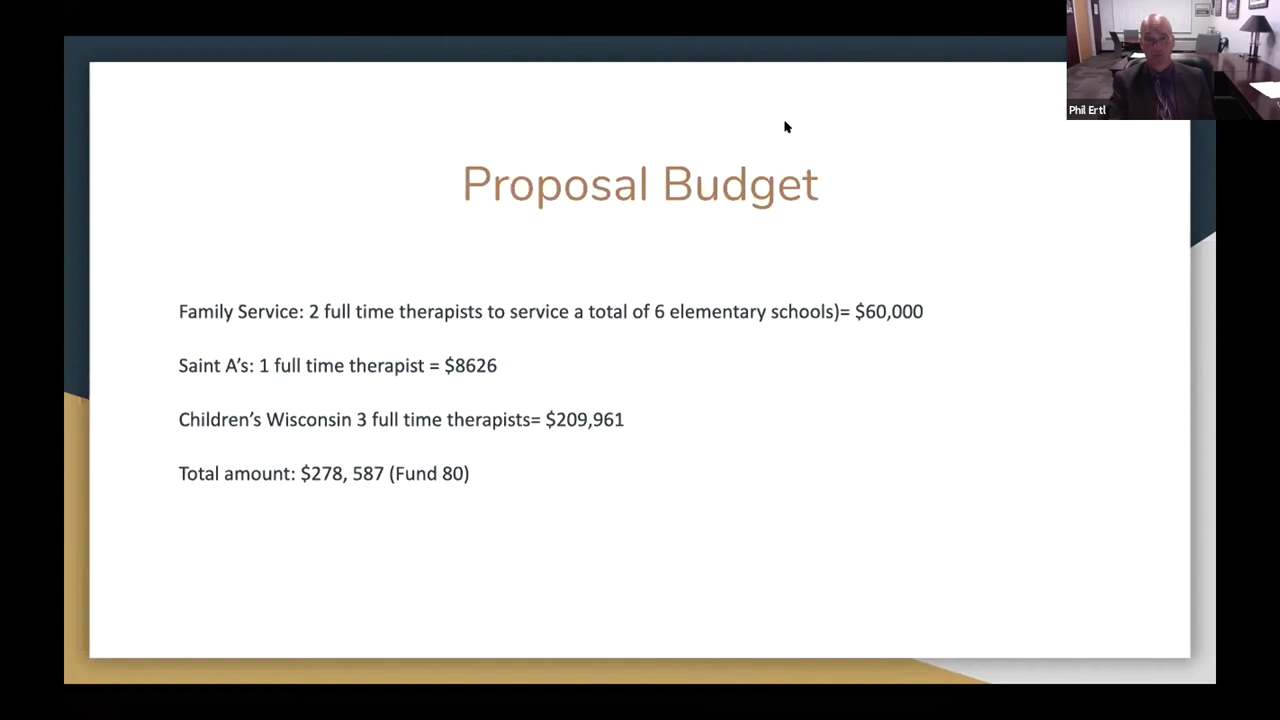 Phil Ertl
Proposal Budget
Family Service: 2 full time therapists to service a total of 6 elementary schools)= $60,000
Saint A’s: 1 full time therapist = $8626
Children’s Wisconsin 3 full time therapists= $209,961
Total amount: $278, 587 (Fund 80)